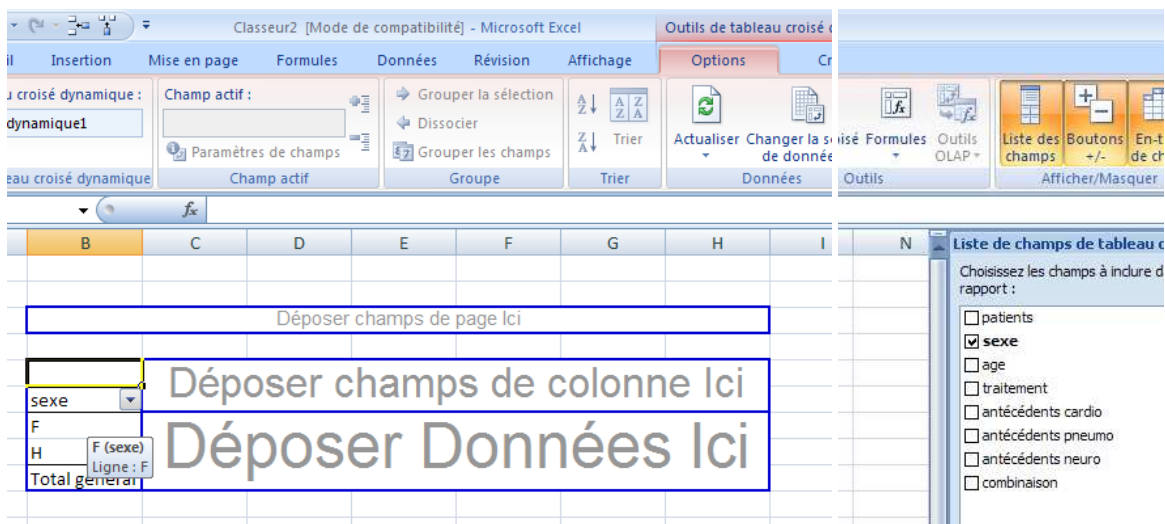 Classeur2 [Mode de compatibilité] - Microsoft Excel
Outils de tableau croisé
Insertion Mise en page Formules Données Révision Affichage Options
croisé dynamique : Champ actif : Grouper la sélection
dynamique1 Dissocier Trier Actualiser Changer la Formules Outils Liste des Boutons
Paramètres de champs Grouper les champs de OLAP champs +/-
croisé dynamique Champ actif Groupe Trier Données Outils Afficher/Masquer
fx
B C D E F G H I N Liste de champs de tableau
Choisissez les champs à inclure
rapport :
Déposer champs de page Ici
patients
sexe
age
traitement
antécédents cardio
antécédents pneumo
antécédents neuro
combinaison
Déposer champs de colonne Ici
sexe
F
H
Total général
F (sexe)
Ligne : F
Déposer Données Ici